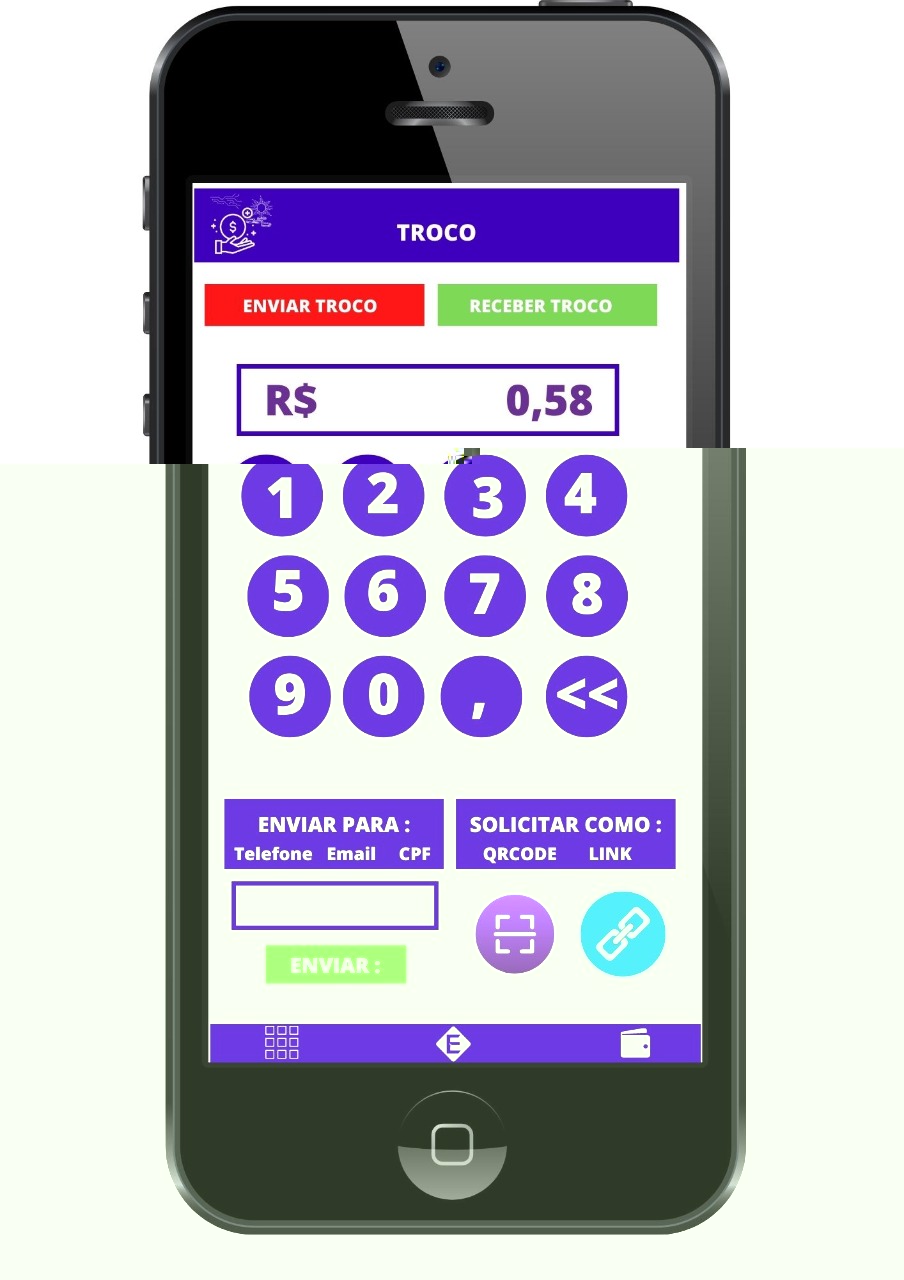 TROCO
ENVIAR TROCO RECEBER TROCO
R$ 0,58
1 2 3 4
5 6 7 8
9 0 , <<
ENVIAR PARA : SOLICITAR COMO :
Telefone Email CPF QRCODE LINK
ENVIAR :
E